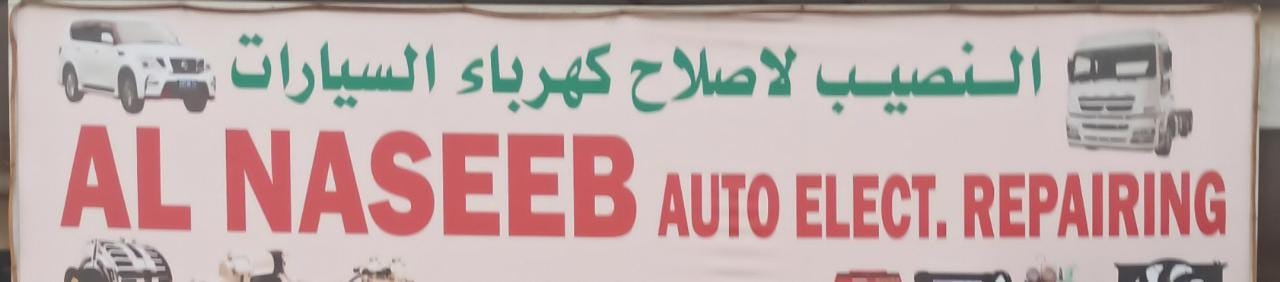 النصيب لاصلاح كهرباء السيارات
AL NASEEB AUTO ELECT. REPAIRING